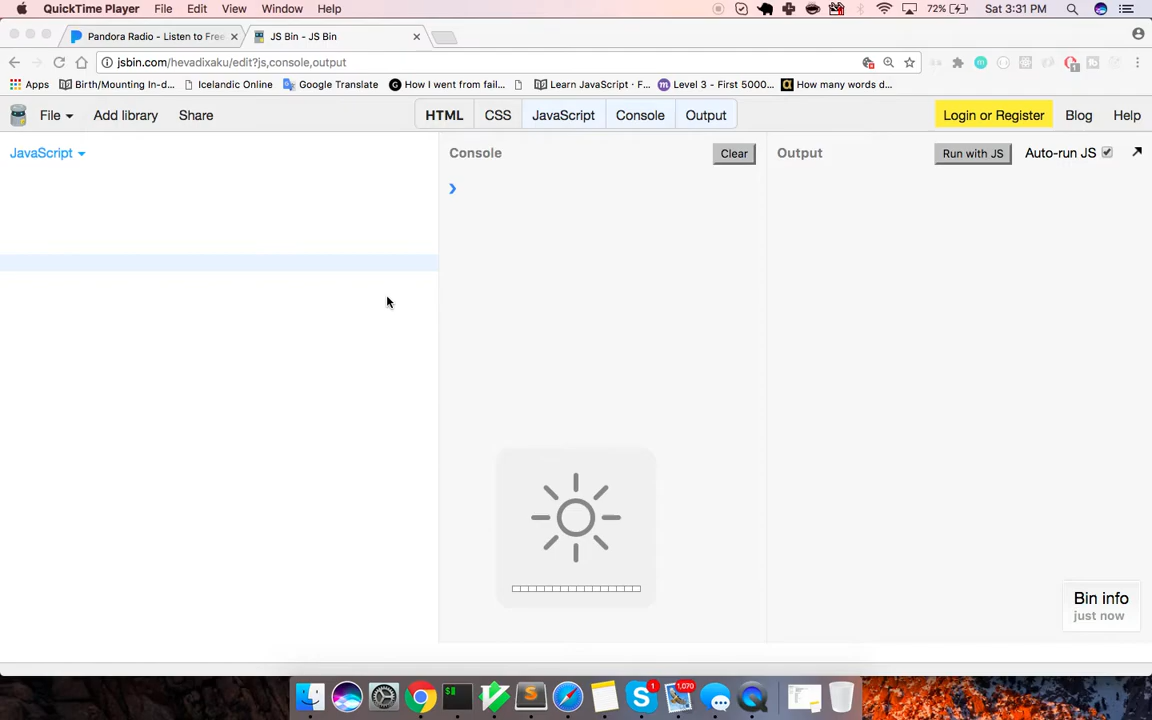 QuickTime Player File Edit View Window Help 72% Sat 3:31 PM
Pandora Radio - Listen to Free JS Bin - JS Bin
jsbin.com/hevadixaku/edit?js,console,output
Apps Birth/Mounting In-d... Icelandic Online Google Translate How I went from fail... Learn JavaScript · F... Level 3 - First 5000... How many words d...
File Add library Share HTML CSS JavaScript Console Output Login or Register Blog Help
JavaScript Console Clear Output Run with JS Auto-run JS
Bin info
just now
1
1,070